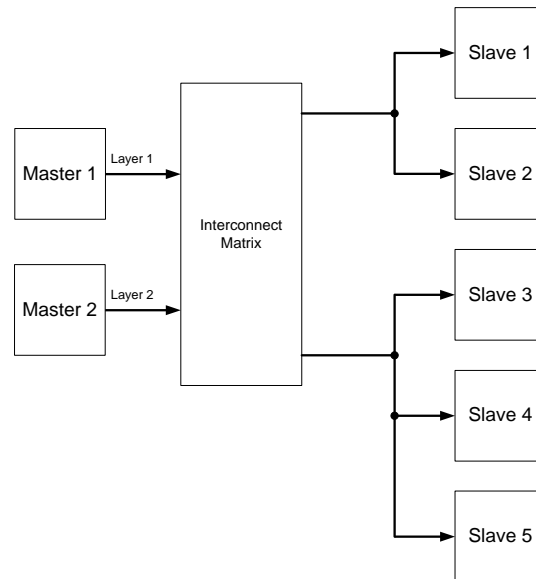 Slave 1
Layer 1
Master 1
Slave 2
Interconnect
Matrix
Layer 2
Master 2
Slave 3
Slave 4
Slave 5